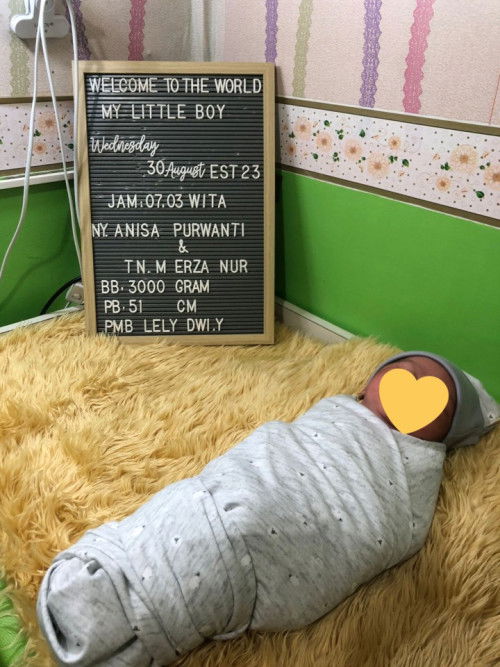 WELCOME TO THE WORLD
MY LITTLE BOY
Wednesday
30 August EST 23
JAM:07.03 WITA
NY. ANISA PURWANTI
&
TN. M ERZA NUR
BB: 3000 GRAM
PB: 51 CM
PMB LELY DWI.Y